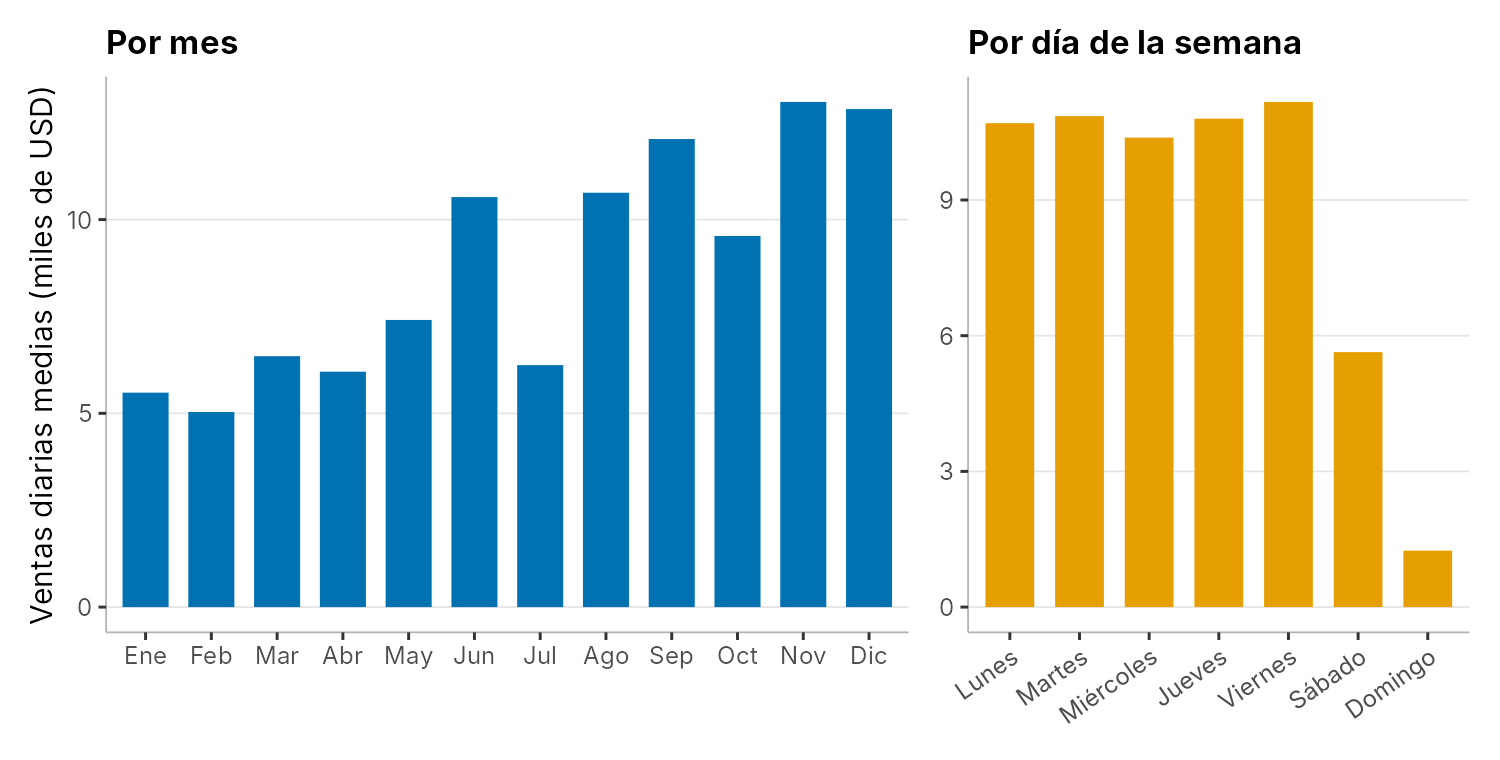 Por mes
Ventas diarias medias (miles de USD)
10
5
0
Ene Feb Mar Abr May Jun Jul Ago Sep Oct Nov Dic
Por día de la semana
9
6
3
0
Lunes Martes Miércoles Jueves Viernes Sábado Domingo